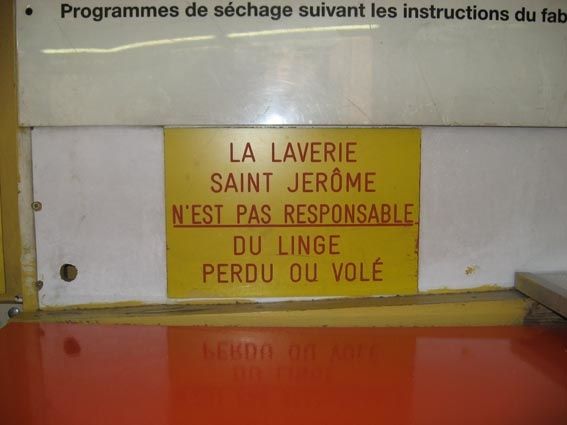 • Programmes de séchage suivant les instructions du fab
LA LAVERIE
SAINT JERÔME
N'EST PAS RESPONSABLE
DU LINGE
PERDU OU VOLÉ